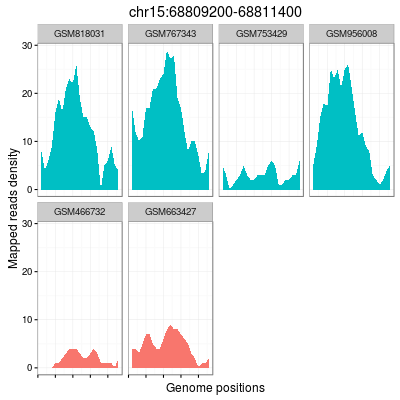 chr15:68809200-68811400
GSM818031 GSM767343 GSM753429 GSM956008
30
20
10
0
GSM466732 GSM663427
30
20
10
0
Mapped reads density
Genome positions